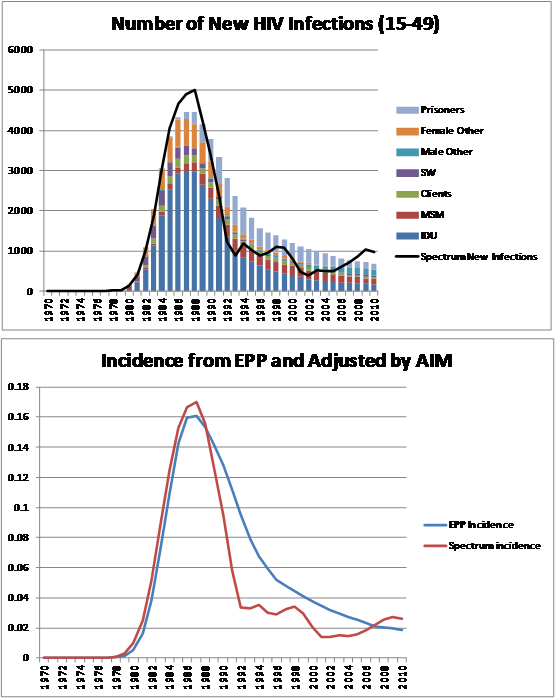 Number of New HIV Infections (15-49)
6000
5000
4000
3000
2000
1000
0
1970 1972 1974 1976 1978 1980 1982 1984 1986 1988 1990 1992 1994 1996 1998 2000 2002 2004 2006 2008 2010
Prisoners
Female Other
Male Other
SW
Clients
MSM
IDU
Spectrum New Infections
Incidence from EPP and Adjusted by AIM
0.18
0.16
0.14
0.12
0.1
0.08
0.06
0.04
0.02
0
1970 1972 1974 1976 1978 1980 1982 1984 1986 1988 1990 1992 1994 1996 1998 2000 2002 2004 2006 2008 2010
EPP Incidence
Spectrum incidence